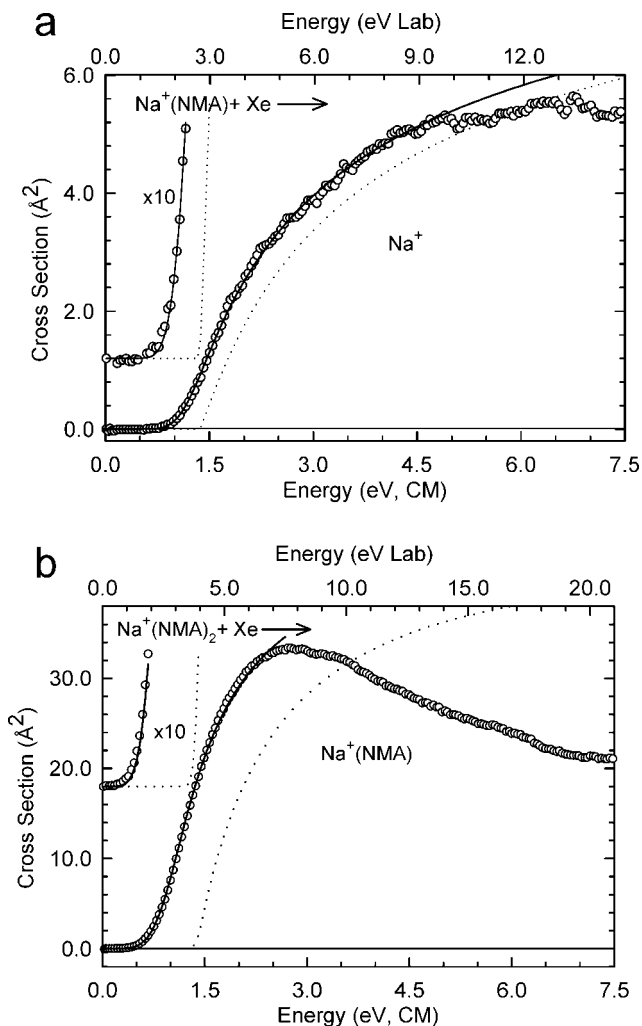 a
Energy (eV Lab)
0.0 3.0 6.0 9.0 12.0
6.0
Na⁺(NMA)+ Xe
x10
4.0
Cross Section (Å²)
Na⁺
2.0
0.0
0.0 1.5 3.0 4.5 6.0 7.5
Energy (eV, CM)
b
Energy (eV Lab)
0.0 5.0 10.0 15.0 20.0
Na⁺(NMA)₂+ Xe
30.0
x10
Na⁺(NMA)
20.0
Cross Section (Å²)
10.0
0.0
0.0 1.5 3.0 4.5 6.0 7.5
Energy (eV, CM)